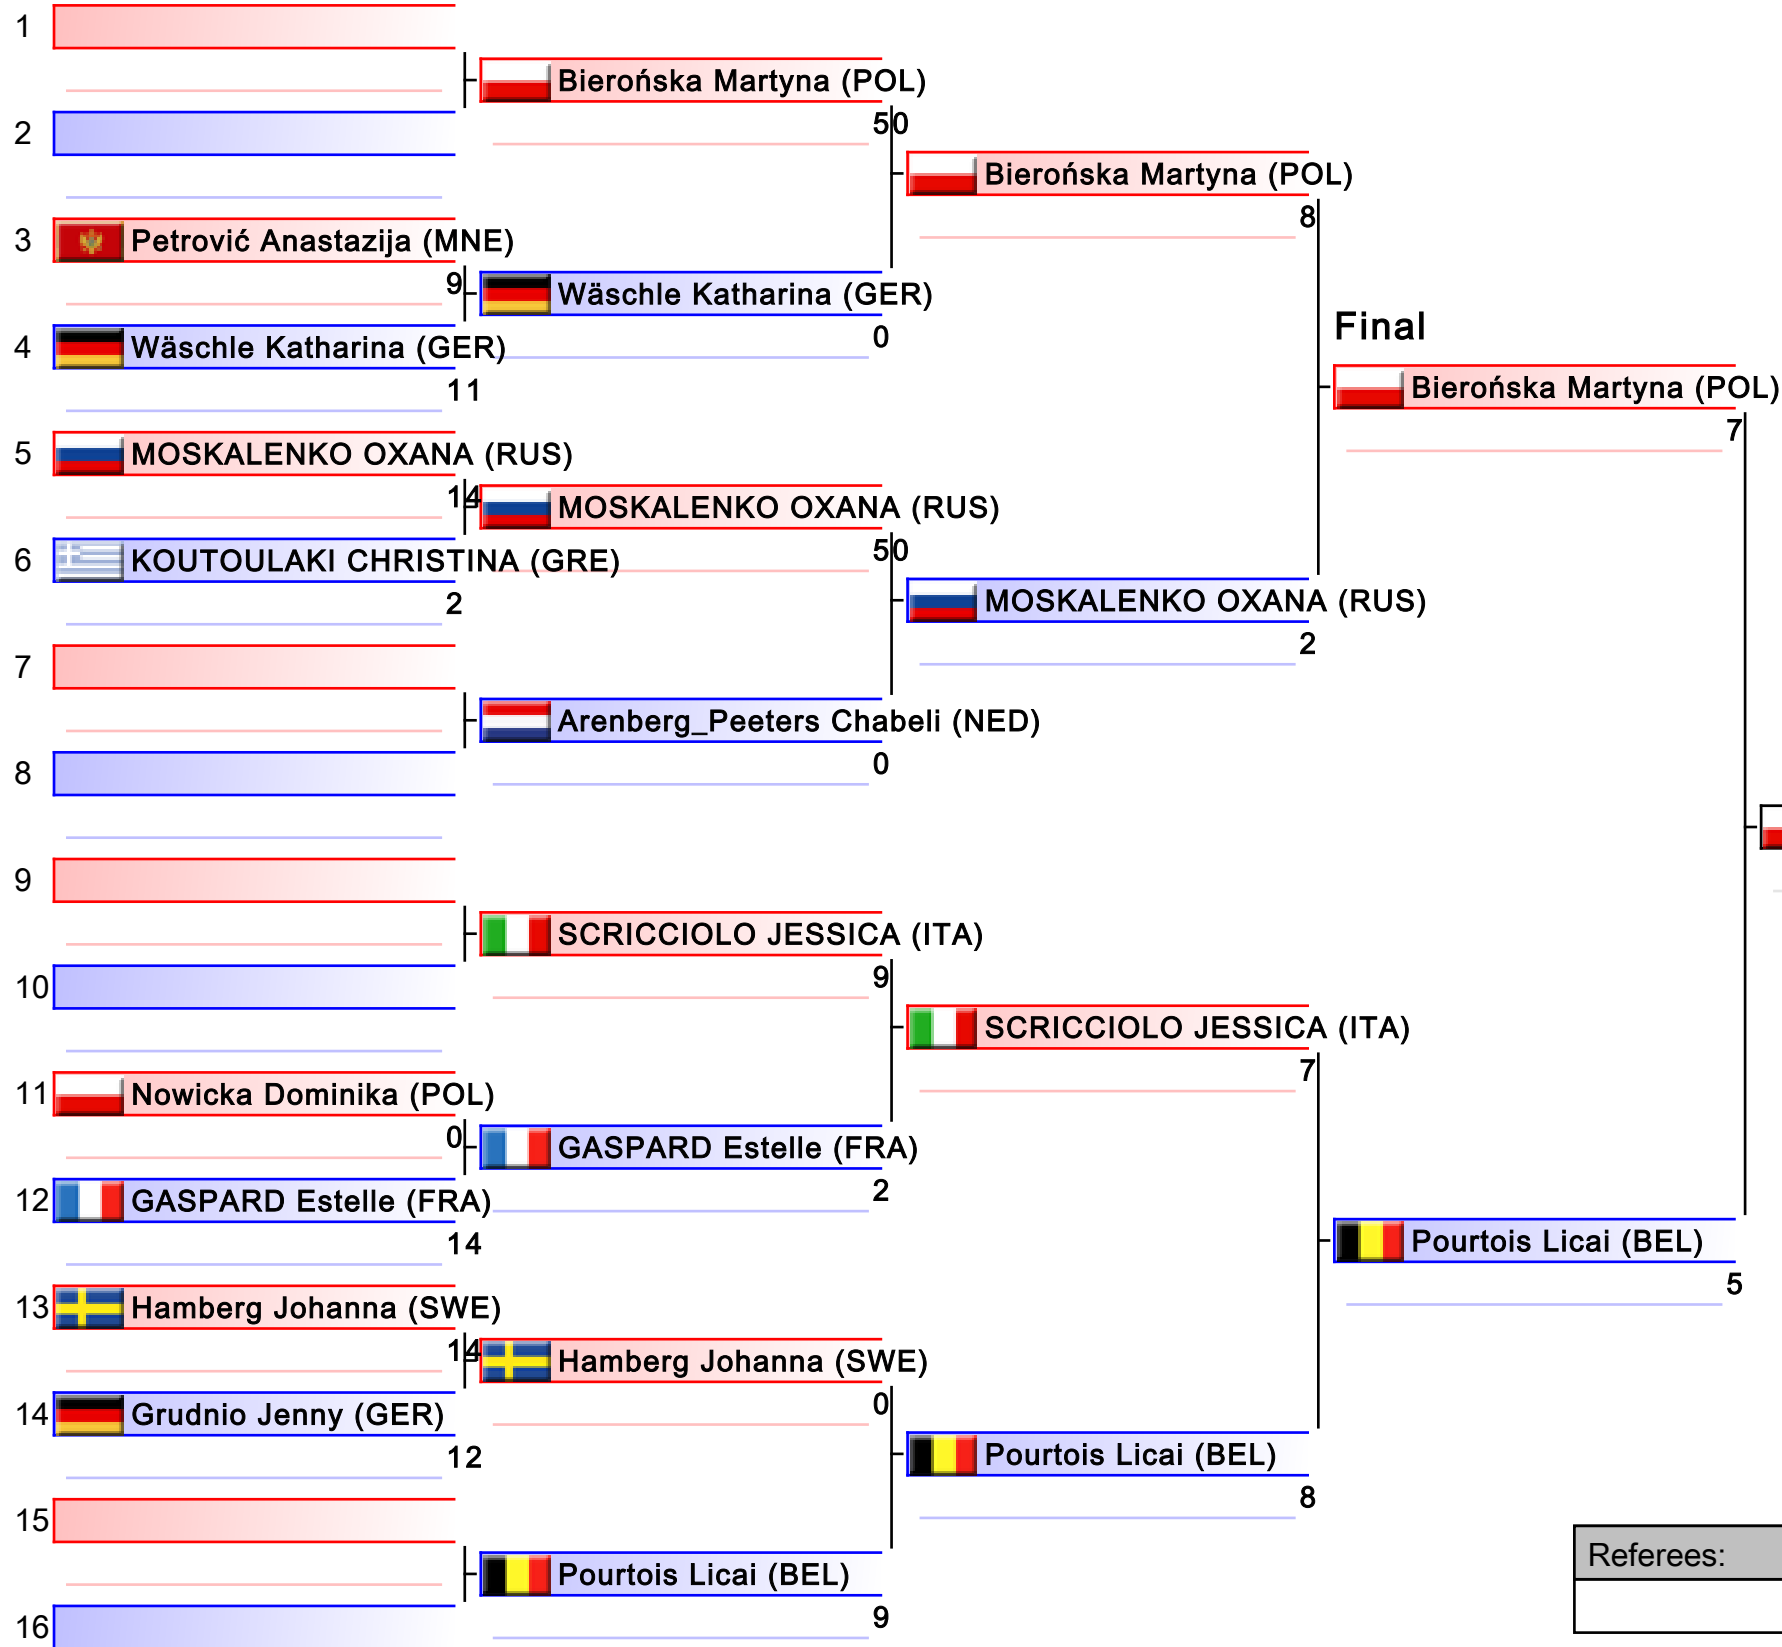 1
Bierońska Martyna (POL)
50
2
Bierońska Martyna (POL)
8
3
Petrović Anastazija (MNE)
9
Wäschle Katharina (GER)
0
Final
4
Wäschle Katharina (GER)
11
Bierońska Martyna (POL)
7
5
MOSKALENKO OXANA (RUS)
14
MOSKALENKO OXANA (RUS)
50
6
KOUTOULAKI CHRISTINA (GRE)
2
MOSKALENKO OXANA (RUS)
2
7
Arenberg_Peeters Chabeli (NED)
0
8
9
SCRICCIOLO JESSICA (ITA)
9
10
SCRICCIOLO JESSICA (ITA)
7
11
Nowicka Dominika (POL)
0
GASPARD Estelle (FRA)
2
12
GASPARD Estelle (FRA)
14
Pourtois Licai (BEL)
5
13
Hamberg Johanna (SWE)
14
Hamberg Johanna (SWE)
0
14
Grudnio Jenny (GER)
12
Pourtois Licai (BEL)
8
15
Referees:
Pourtois Licai (BEL)
9
16